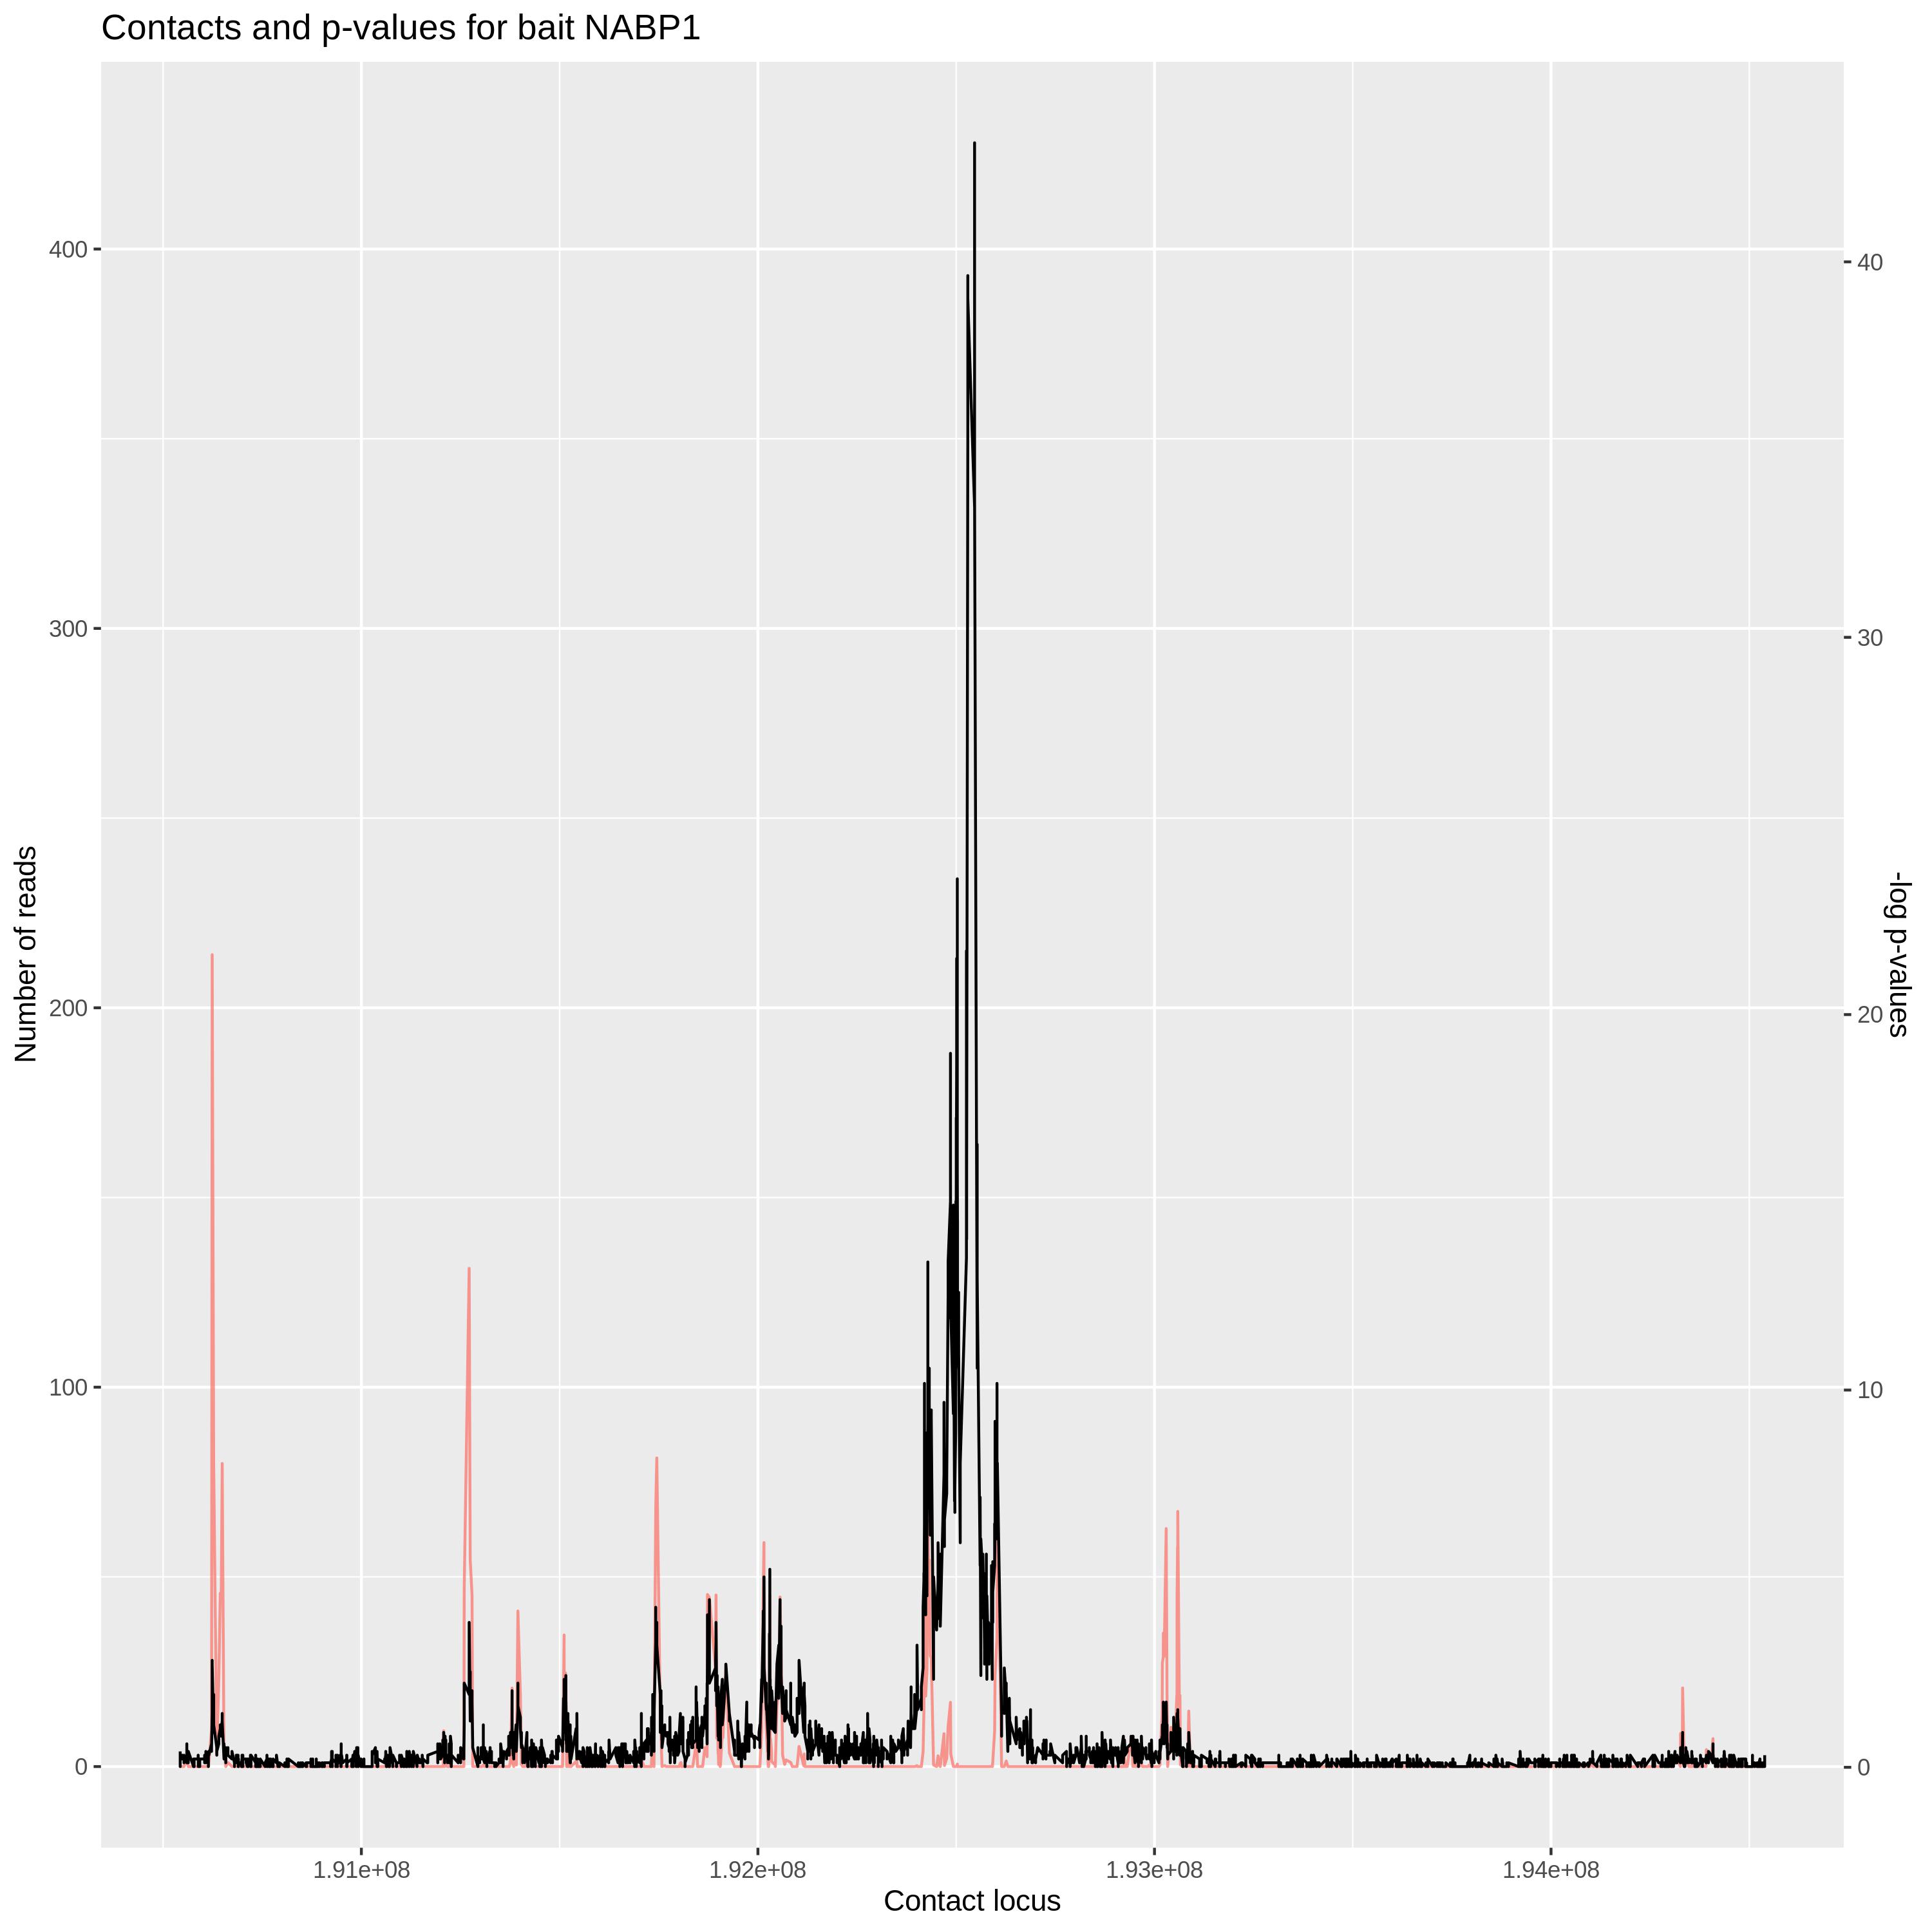 Contacts and p-values for bait NABP1
Number of reads
400
300
200
100
0
40
30
20
10
0
-log p-values
1.91e+08
1.92e+08
1.93e+08
1.94e+08
Contact locus